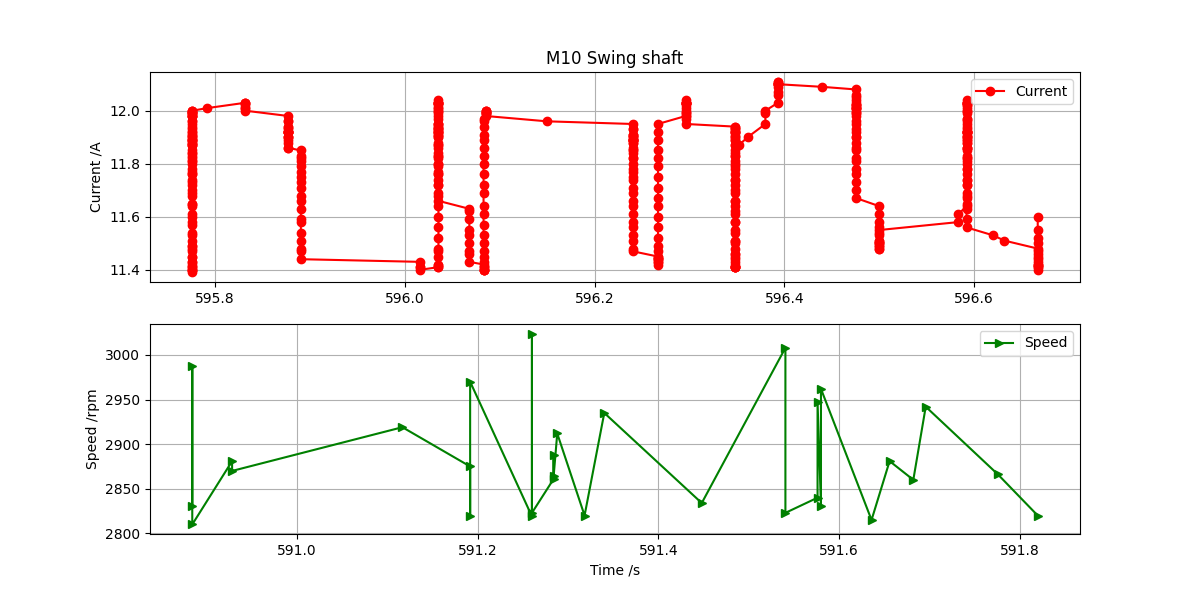 M10 Swing shaft
Current /A
12.0
11.8
11.6
11.4
Current
595.8 596.0 596.2 596.4 596.6
Speed /rpm
3000
2950
2900
2850
2800
Speed
591.0 591.2 591.4 591.6 591.8
Time /s